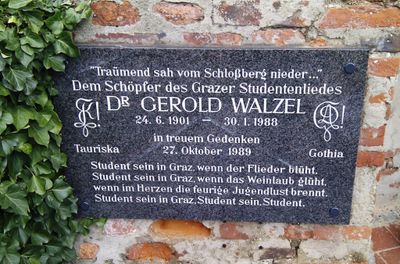 "Träumend sah vom Schloßberg nieder..."
Dem Schöpfer des Grazer Studentenliedes
DR GEROLD WALZEL
24. 6. 1901 – 30. 1. 1988
in treuem Gedenken
Tauriska 27. Oktober 1989 Gothia
Student sein in Graz, wenn der Flieder blüht,
Student sein in Graz, wenn das Weinlaub glüht,
wenn im Herzen die feurige Jugendlust brennt.
Student sein in Graz, Student sein, Student.